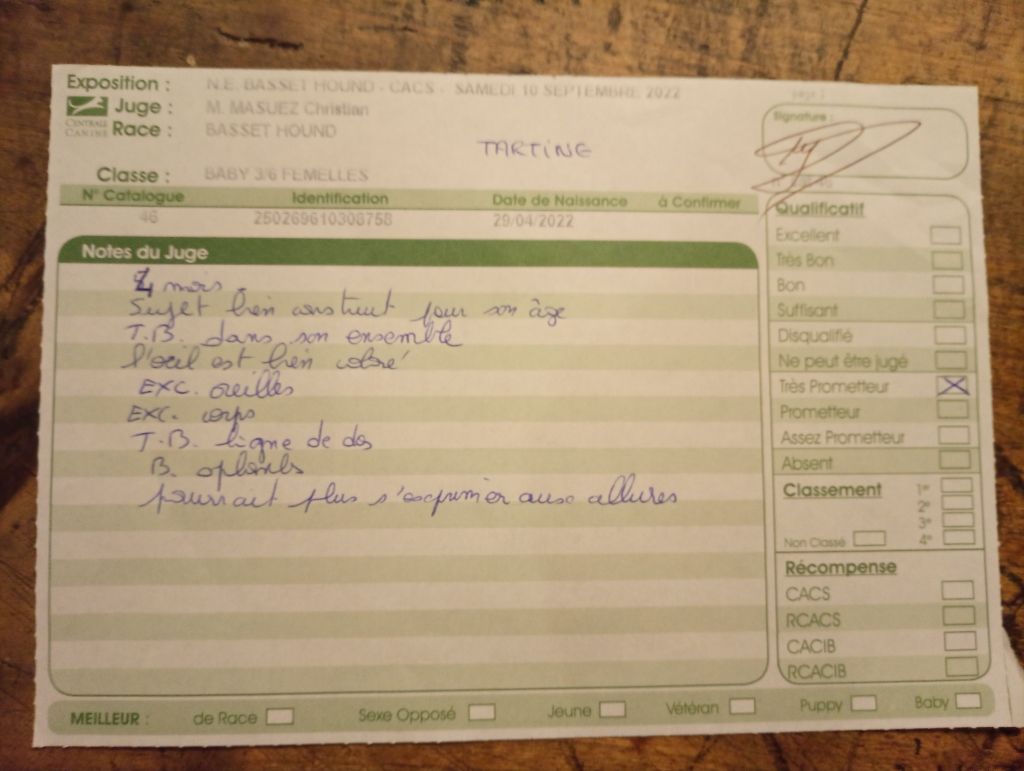 Exposition : N.E. BASSET HOUND - CACS - SAMEDI 10 SEPTEMBRE 2022
page 2
CENTRALE CANINE
Juge : M. MASUEZ Christian
Race : BASSET HOUND
TARTINE
Signature :
Classe : BABY 3/6 FEMELLES
N° Catalogue Identification Date de Naissance à Confirmer
46 250269610308758 29/04/2022
Notes du Juge
4 mois.
Sujet bien construit pour son âge
T.B. dans son ensemble
l'oeil est bien coloré
EXC. oreilles
EXC. corps
T.B. ligne de dos
B. aplombs
pourrait plus s'exprimer aux allures
Qualificatif
Excellent
Très Bon
Bon
Suffisant
Disqualifié
Ne peut être jugé
Très Prometteur
Prometteur
Assez Prometteur
Absent
Classement 1er
2e
3e
Non Classé 4e
Récompense
CACS
RCACS
CACIB
RCACIB
MEILLEUR : de Race Sexe Opposé Jeune Vétéran Puppy Baby